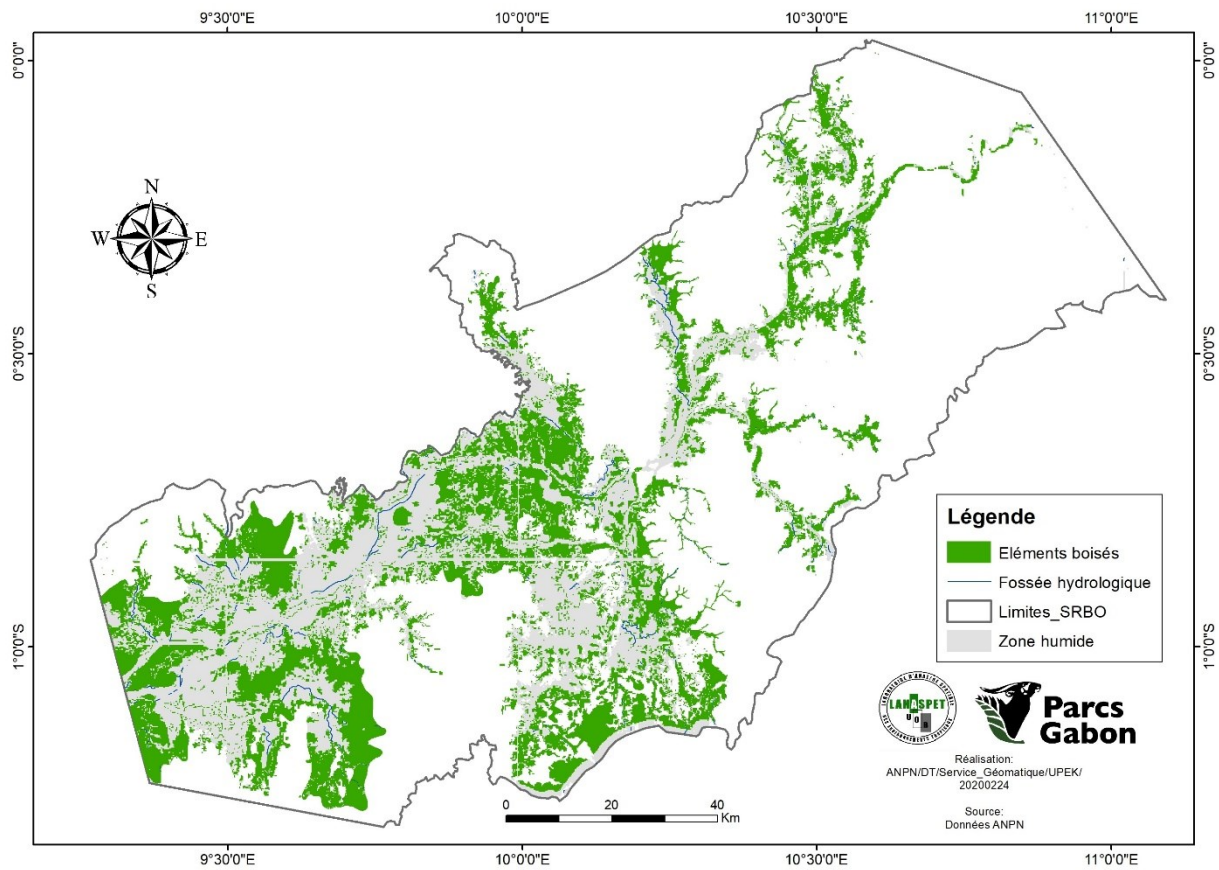 9°30'0"E
10°0'0"E
10°30'0"E
11°0'0"E
0°0'0"
0°0'0"
N
W
E
S
0°30'0"S
0°30'0"S
Légende
Eléments boisés
Fossée hydrologique
Limites_SRBO
Zone humide
1°0'0"S
1°0'0"S
LANASPET
UOB
Parcs
Gabon
Réalisation:
ANPN/DT/Service_Géomatique/UPEK/
20200224
Source:
Données ANPN
0
20
40
Km
9°30'0"E
10°0'0"E
10°30'0"E
11°0'0"E